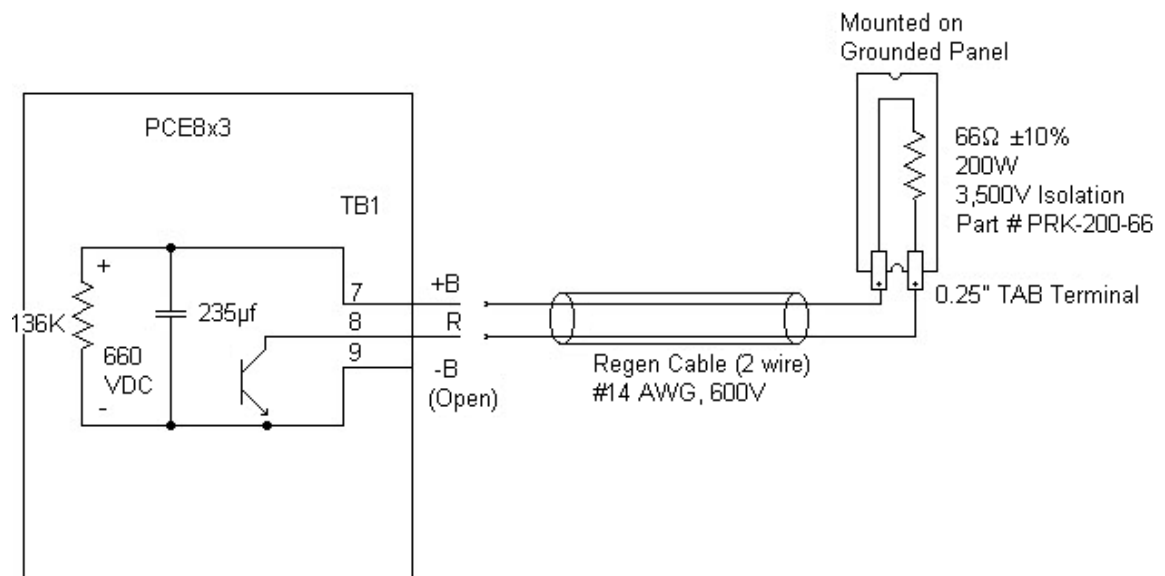 Mounted on
Grounded Panel
PCE8x3
66Ω ±10%
200W
3,500V Isolation
Part # PRK-200-66
TB1
+
7
+B
0.25" TAB Terminal
136K
235µf
8
R
660
VDC
9
-B
(Open)
-
Regen Cable (2 wire)
#14 AWG, 600V